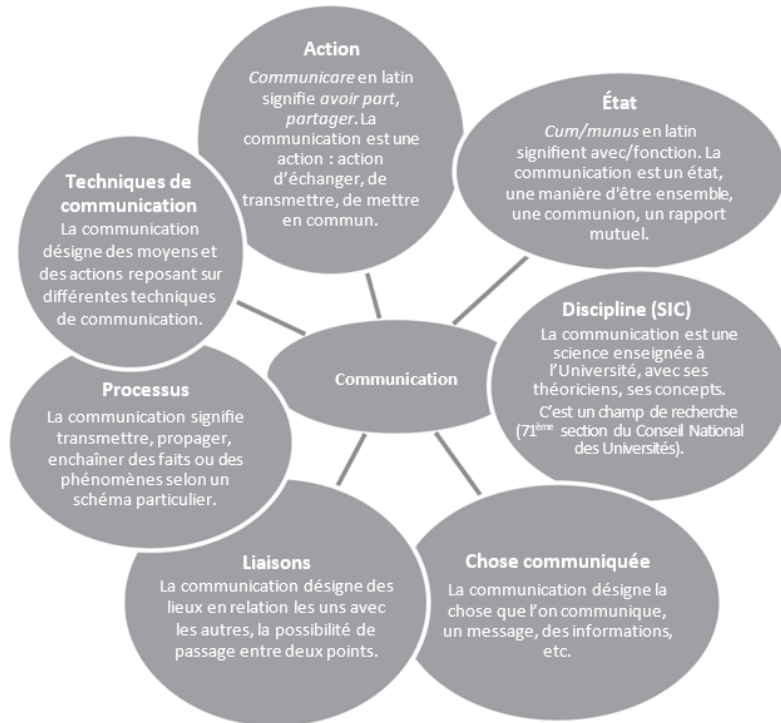 Action
Communicare en latin
signifie avoir part,
partager. La
communication est une
action : action
d'échanger, de
transmettre, de mettre
en commun.
État
Cum/munus en latin
signifient avec/fonction. La
communication est un état,
une manière d'être ensemble,
une communion, un rapport
mutuel.
Techniques de
communication
La communication
désigne des moyens et
des actions reposant sur
différentes techniques
de communication.
Discipline (SIC)
La communication est une
science enseignée à
l'Université, avec ses
théoriciens, ses concepts.
C'est un champ de recherche
(71ème section du Conseil National
des Universités).
Communication
Processus
La communication signifie
transmettre, propager,
enchaîner des faits ou des
phénomènes selon un
schéma particulier.
Liaisons
La communication désigne des
lieux en relation les uns avec
les autres, la possibilité de
passage entre deux points.
Chose communiquée
La communication désigne la
chose que l'on communique,
un message, des informations,
etc.